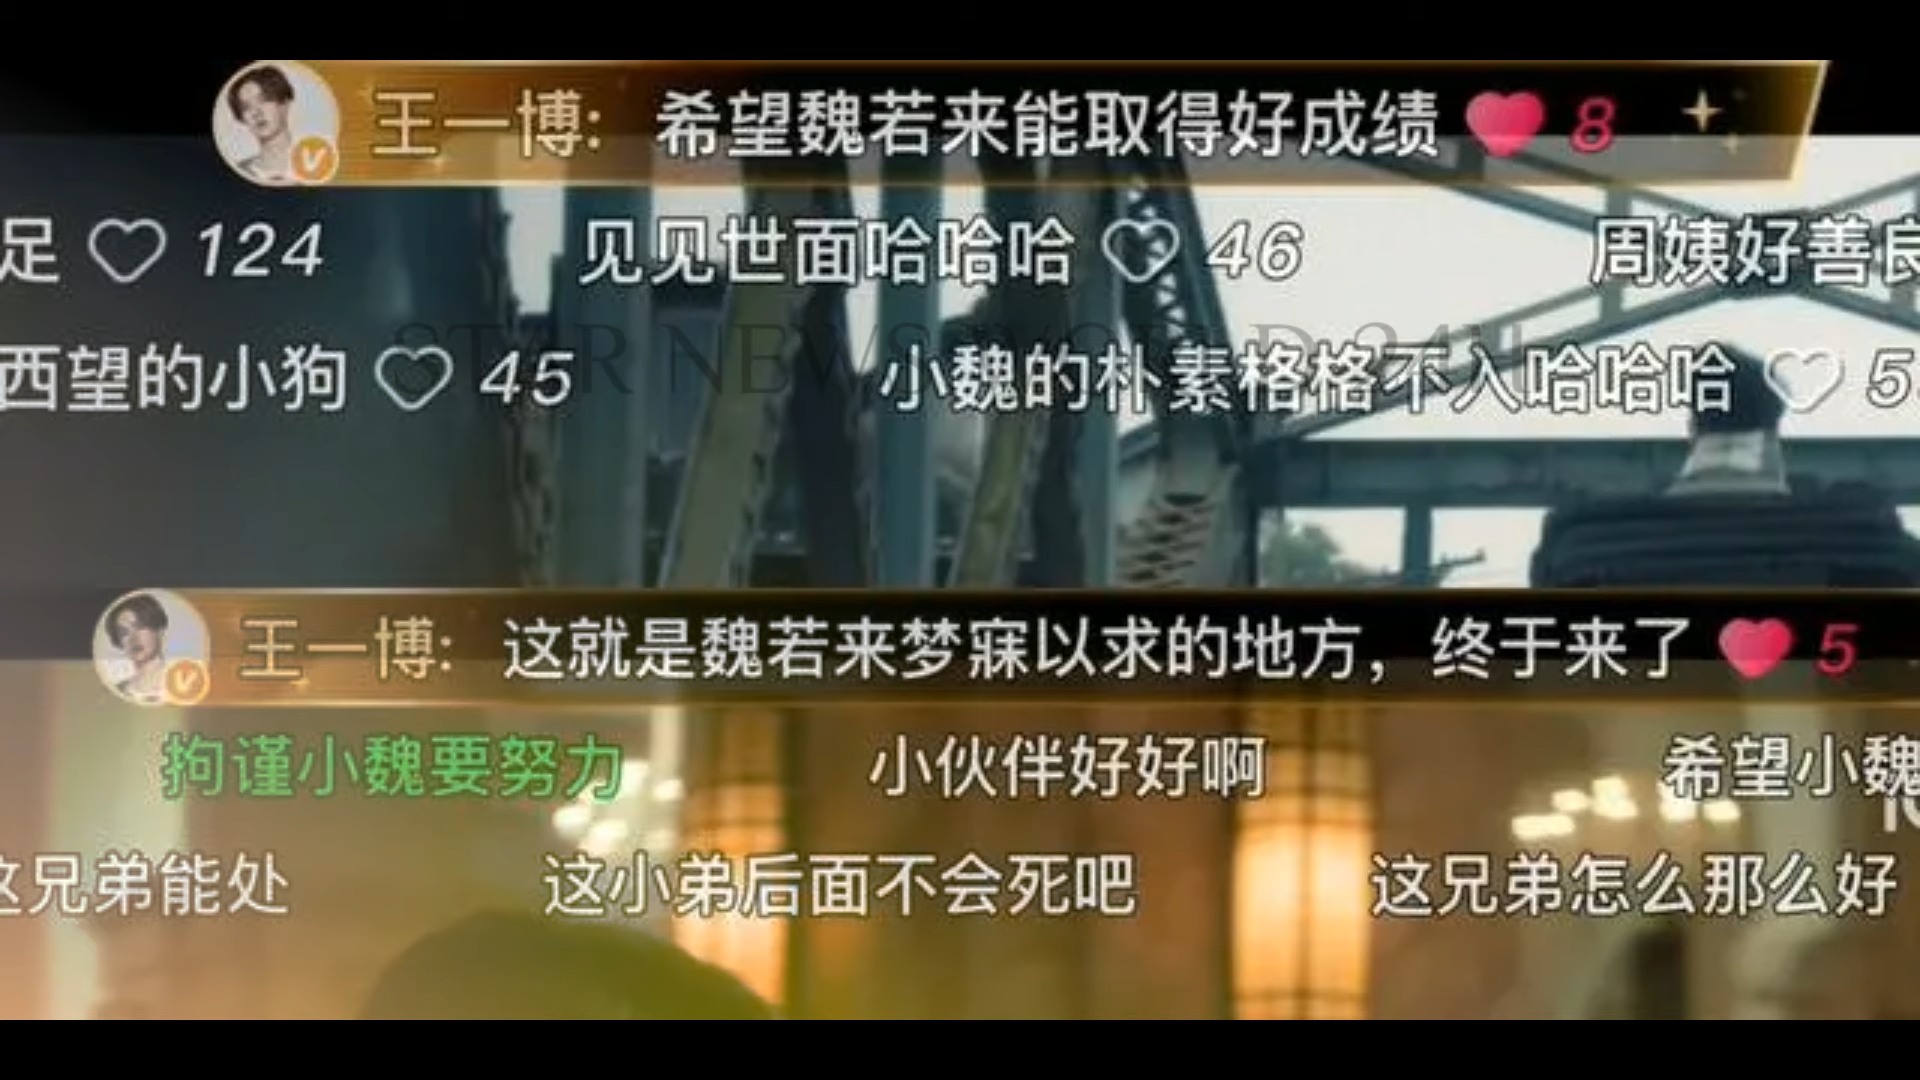 王一博: 希望魏若来能取得好成绩 8
足 124 见见世面哈哈哈 46 周姨好善良
西望的小狗 45 小魏的朴素格格不入哈哈哈 5
STAR NEWS WORLD 24H
王一博: 这就是魏若来梦寐以求的地方，终于来了 5
拘谨小魏要努力 小伙伴好好啊 希望小魏
这兄弟能处 这小弟后面不会死吧 这兄弟怎么那么好